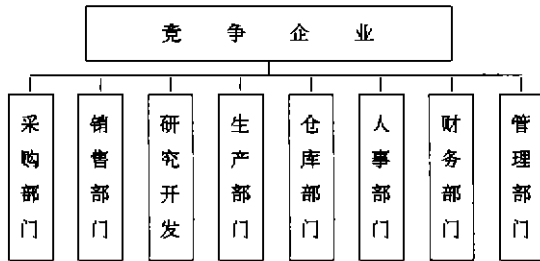 竞争企业
采购部门
销售部门
研究开发
生产部门
仓库部门
人事部门
财务部门
管理部门